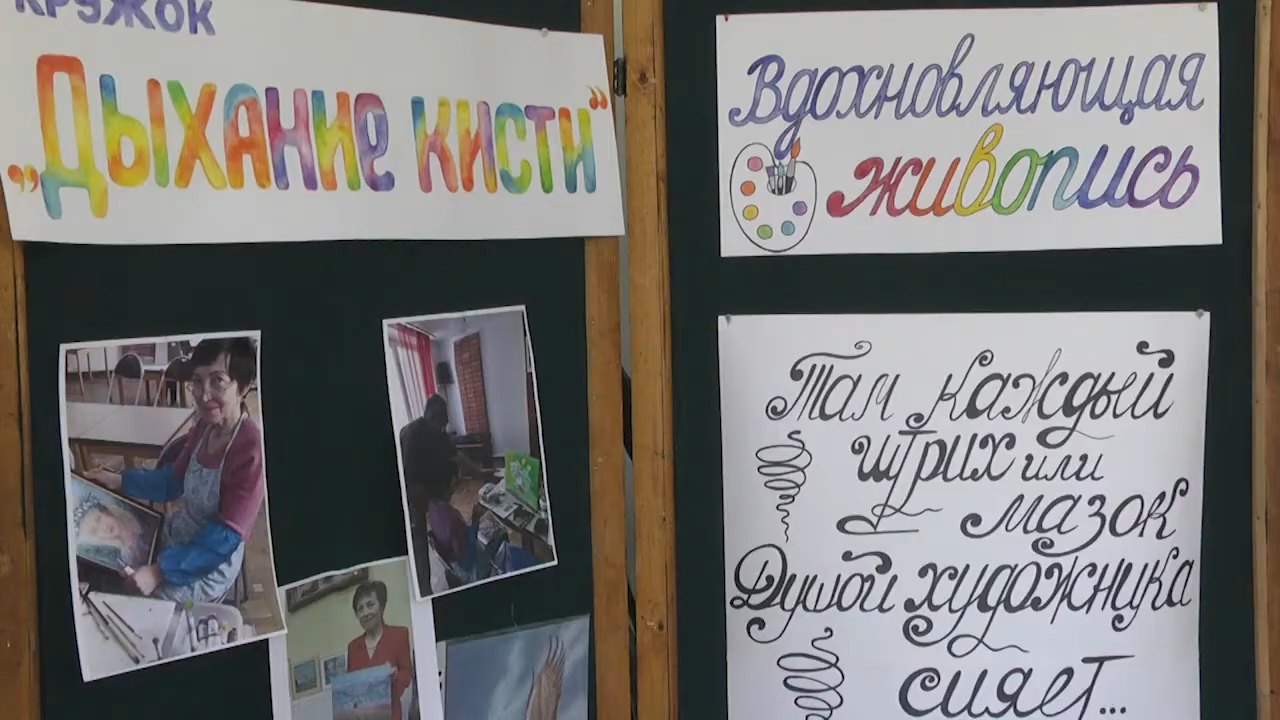 кружок
„Дыхание кисти“
Вдохновляющая
живопись
Там каждый
штрих или
мазок
Душой художника
сияет...